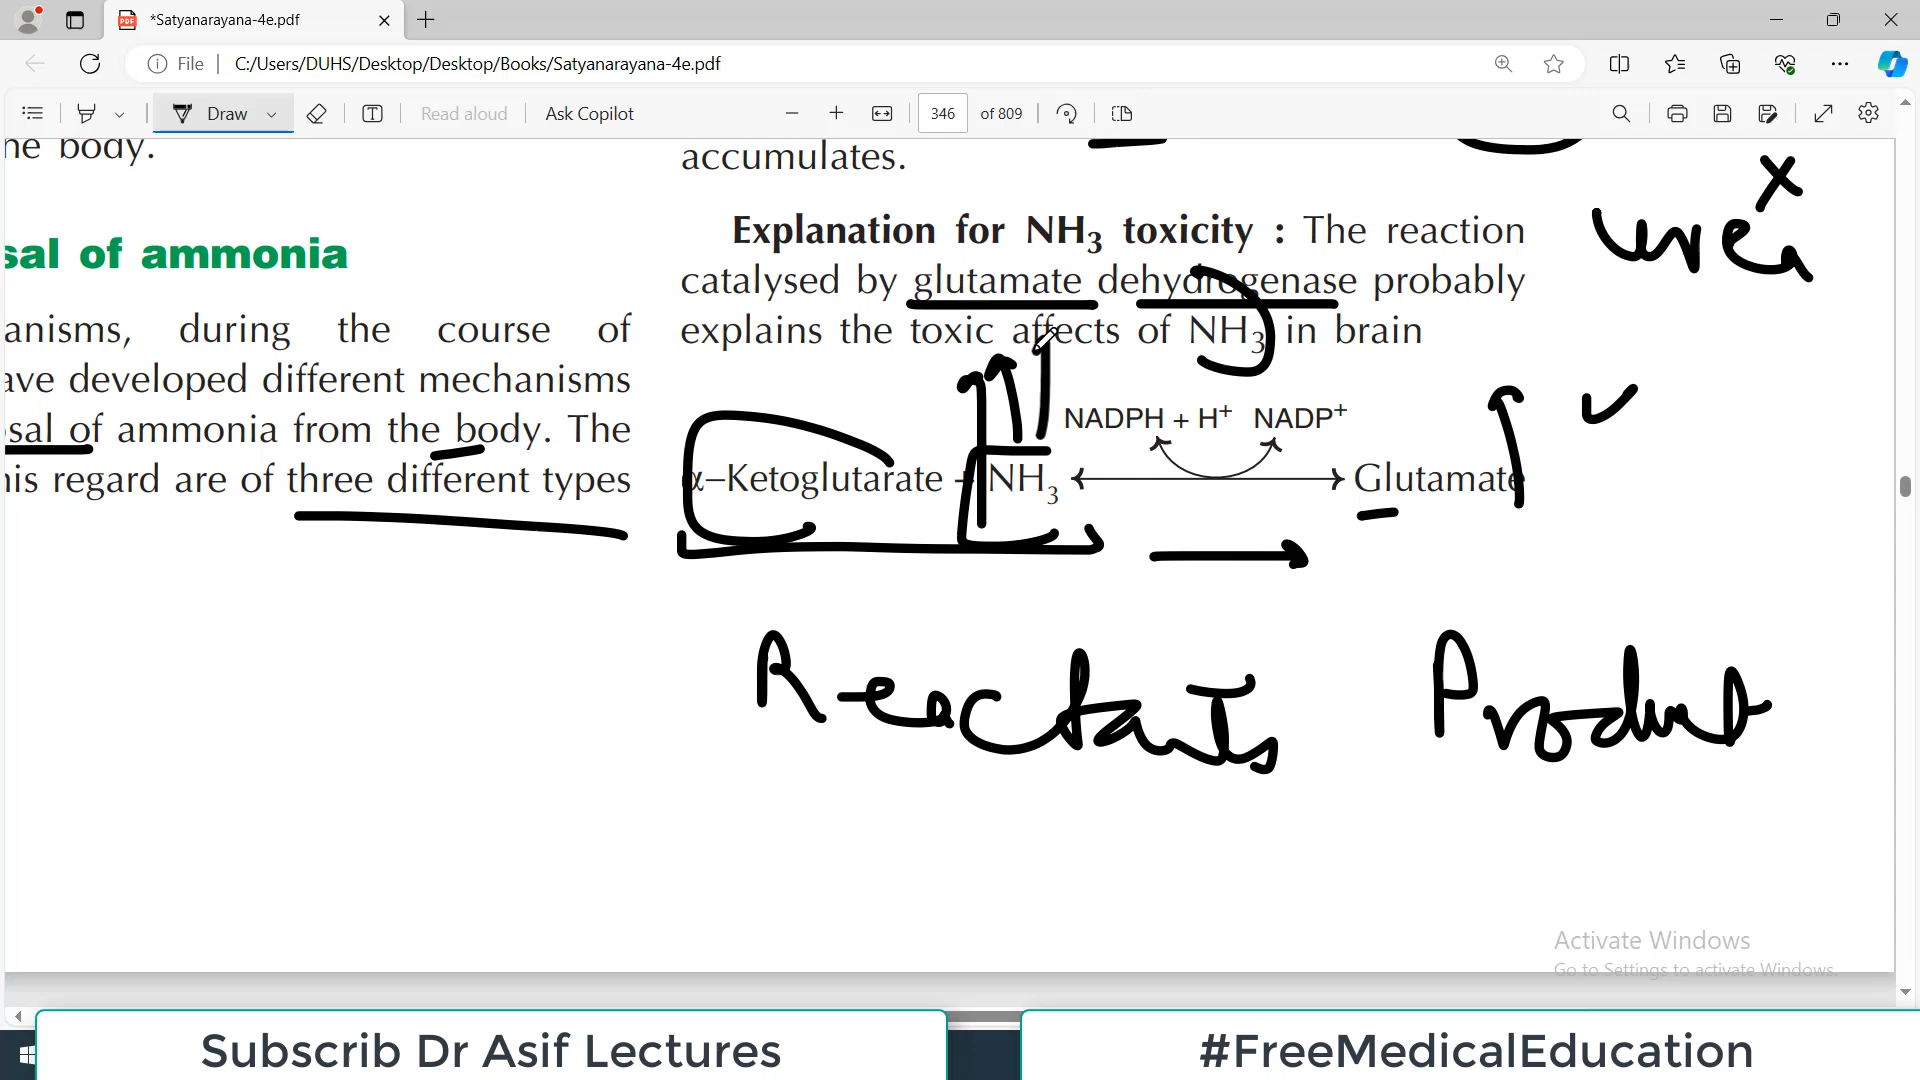 *Satyanarayana-4e.pdf
File
C:/Users/DUHS/Desktop/Desktop/Books/Satyanarayana-4e.pdf
Draw
Read aloud
Ask Copilot
346 of 809
he body.
sal of ammonia
anisms, during the course of
ave developed different mechanisms
sal of ammonia from the body. The
his regard are of three different types
accumulates.
Explanation for NH3 toxicity : The reaction
catalysed by glutamate dehydrogenase probably
explains the toxic affects of NH3 in brain
NADPH + H+ NADP+
α–Ketoglutarate + NH3 Glutamate
x
urea
Reactants Product
Activate Windows
Go to Settings to activate Windows.
Subscrib Dr Asif Lectures
#FreeMedicalEducation